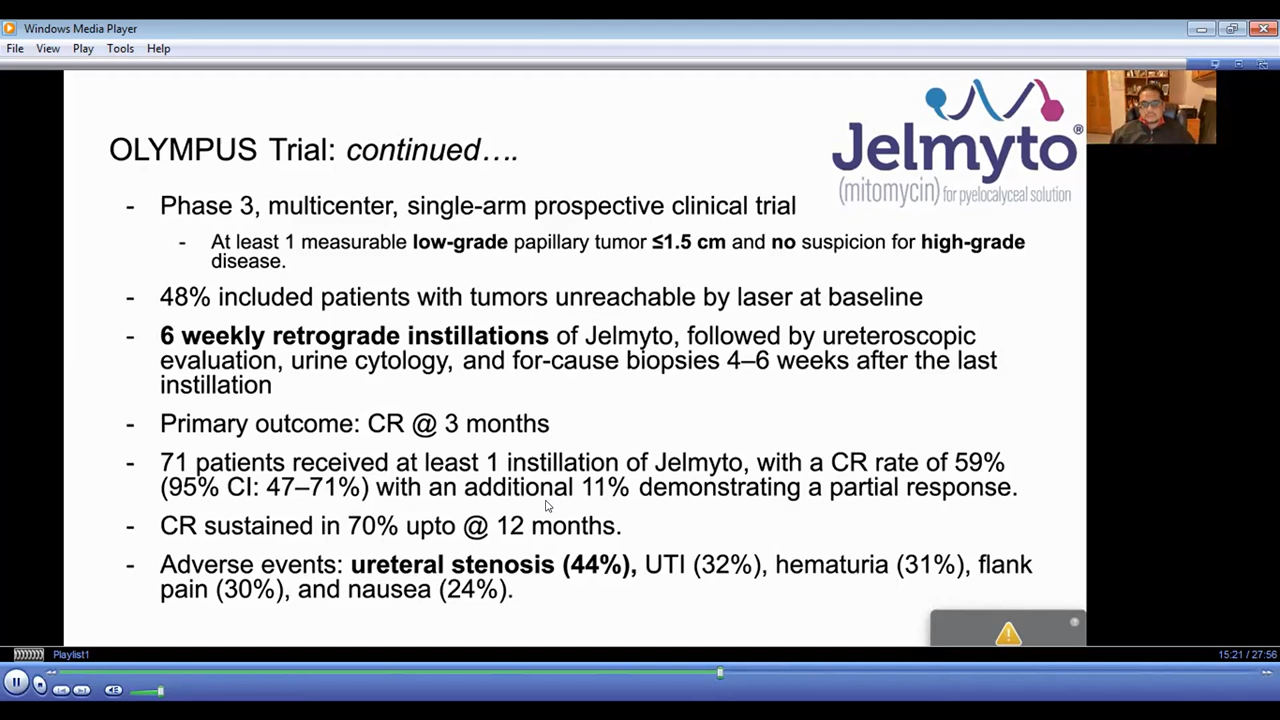 Windows Media Player
File View Play Tools Help
Jelmyto®
(mitomycin) for pyelocalyceal solution
OLYMPUS Trial: continued….
- Phase 3, multicenter, single-arm prospective clinical trial
- At least 1 measurable low-grade papillary tumor ≤1.5 cm and no suspicion for high-grade
disease.
- 48% included patients with tumors unreachable by laser at baseline
- 6 weekly retrograde instillations of Jelmyto, followed by ureteroscopic
evaluation, urine cytology, and for-cause biopsies 4–6 weeks after the last
instillation
- Primary outcome: CR @ 3 months
- 71 patients received at least 1 instillation of Jelmyto, with a CR rate of 59%
(95% CI: 47–71%) with an additional 11% demonstrating a partial response.
- CR sustained in 70% upto @ 12 months.
- Adverse events: ureteral stenosis (44%), UTI (32%), hematuria (31%), flank
pain (30%), and nausea (24%).
Playlist1
15:21 / 27:56